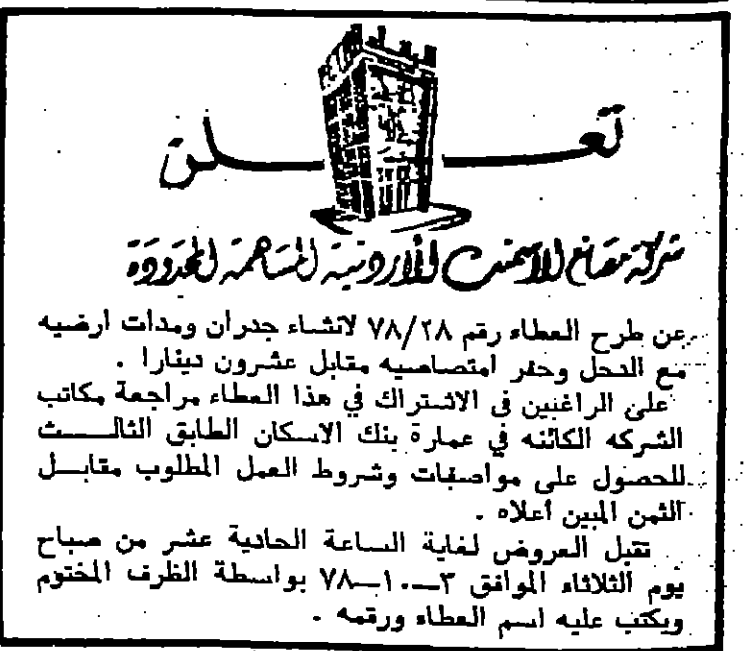 تعلن
شركة مصانع الاسمنت الأردنية المساهمة المحدودة
عن طرح العطاء رقم ٧٨/٢٨ لانشاء جدران ومدات ارضيه
مع الدحل وحفر امتصاصيه مقابل عشرون دينارا .
على الراغبين في الاشتراك في هذا العطاء مراجعة مكاتب
الشركه الكائنه في عمارة بنك الاسكان الطابق الثالث
للحصول على مواصفات وشروط العمل المطلوب مقابل
الثمن المبين أعلاه .
تقبل العروض لغاية الساعة الحادية عشر من صباح
يوم الثلاثاء الموافق ٣—١٠—٧٨ بواسطة الظرف المختوم
ويكتب عليه اسم العطاء ورقمه .